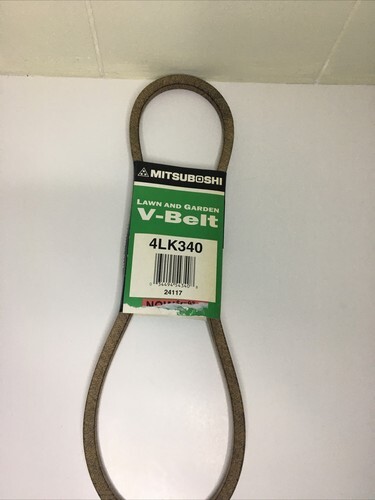 MITSUBOSHI
LAWN AND GARDEN
V-Belt
4LK340
24117